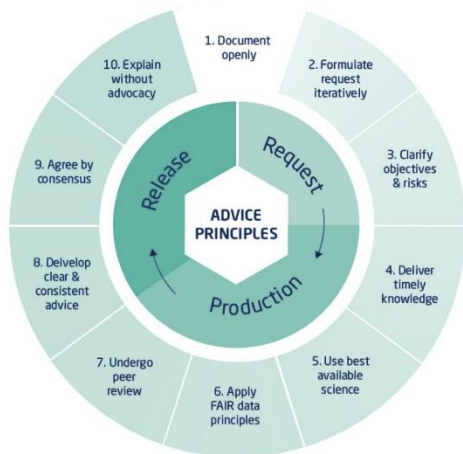 1. Document
openly
2. Formulate
request
iteratively
3. Clarify
objectives
& risks
4. Deliver
timely
knowledge
5. Use best
available
science
6. Apply
FAIR data
principles
7. Undergo
peer
review
8. Delvelop
clear &
consistent
advice
9. Agree by
consensus
10. Explain
without
advocacy
Release
Request
Production
ADVICE
PRINCIPLES